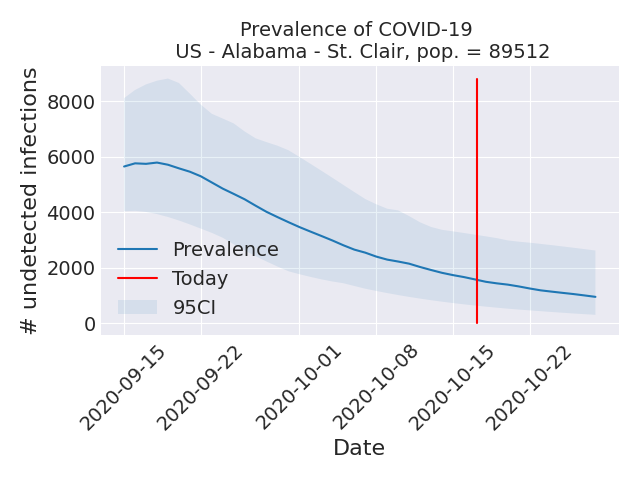 Prevalence of COVID-19
US - Alabama - St. Clair, pop. = 89512
# undetected infections
8000
6000
4000
2000
0
Prevalence
Today
95CI
2020-09-15
2020-09-22
2020-10-01
2020-10-08
2020-10-15
2020-10-22
Date